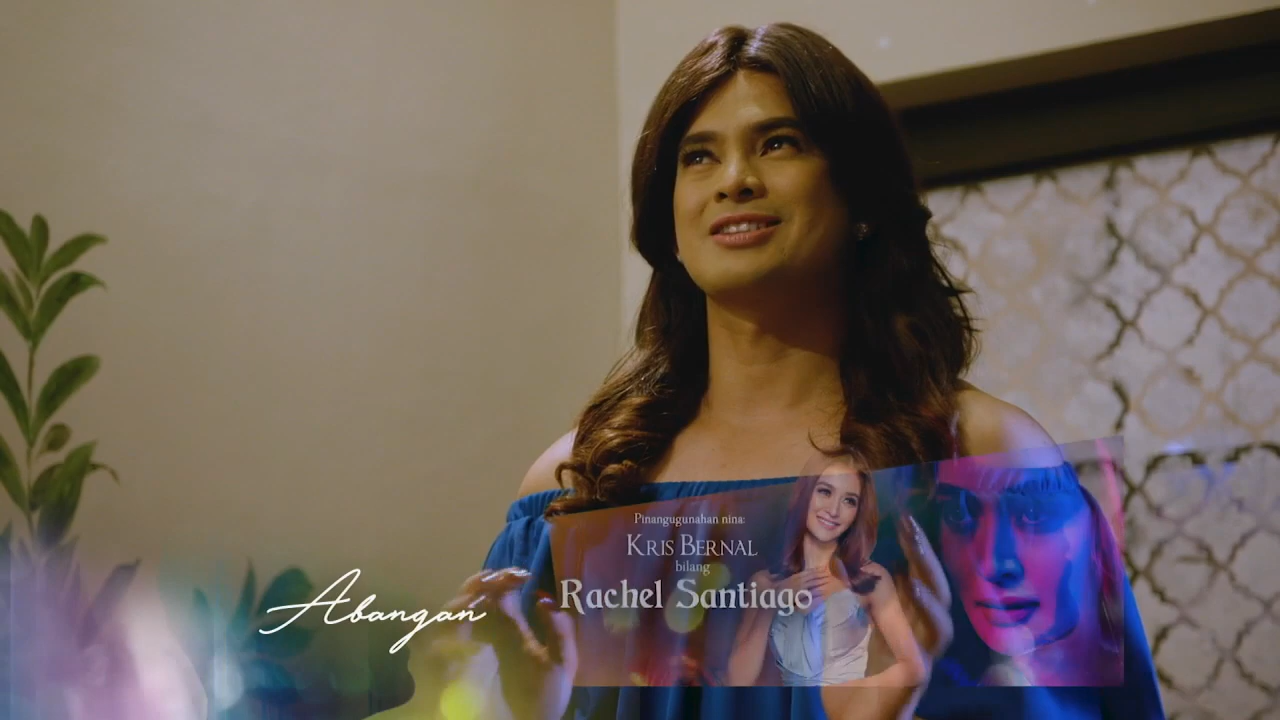 Abangan
Pinangugunahan nina:
KRIS BERNAL
bilang
Rachel Santiago